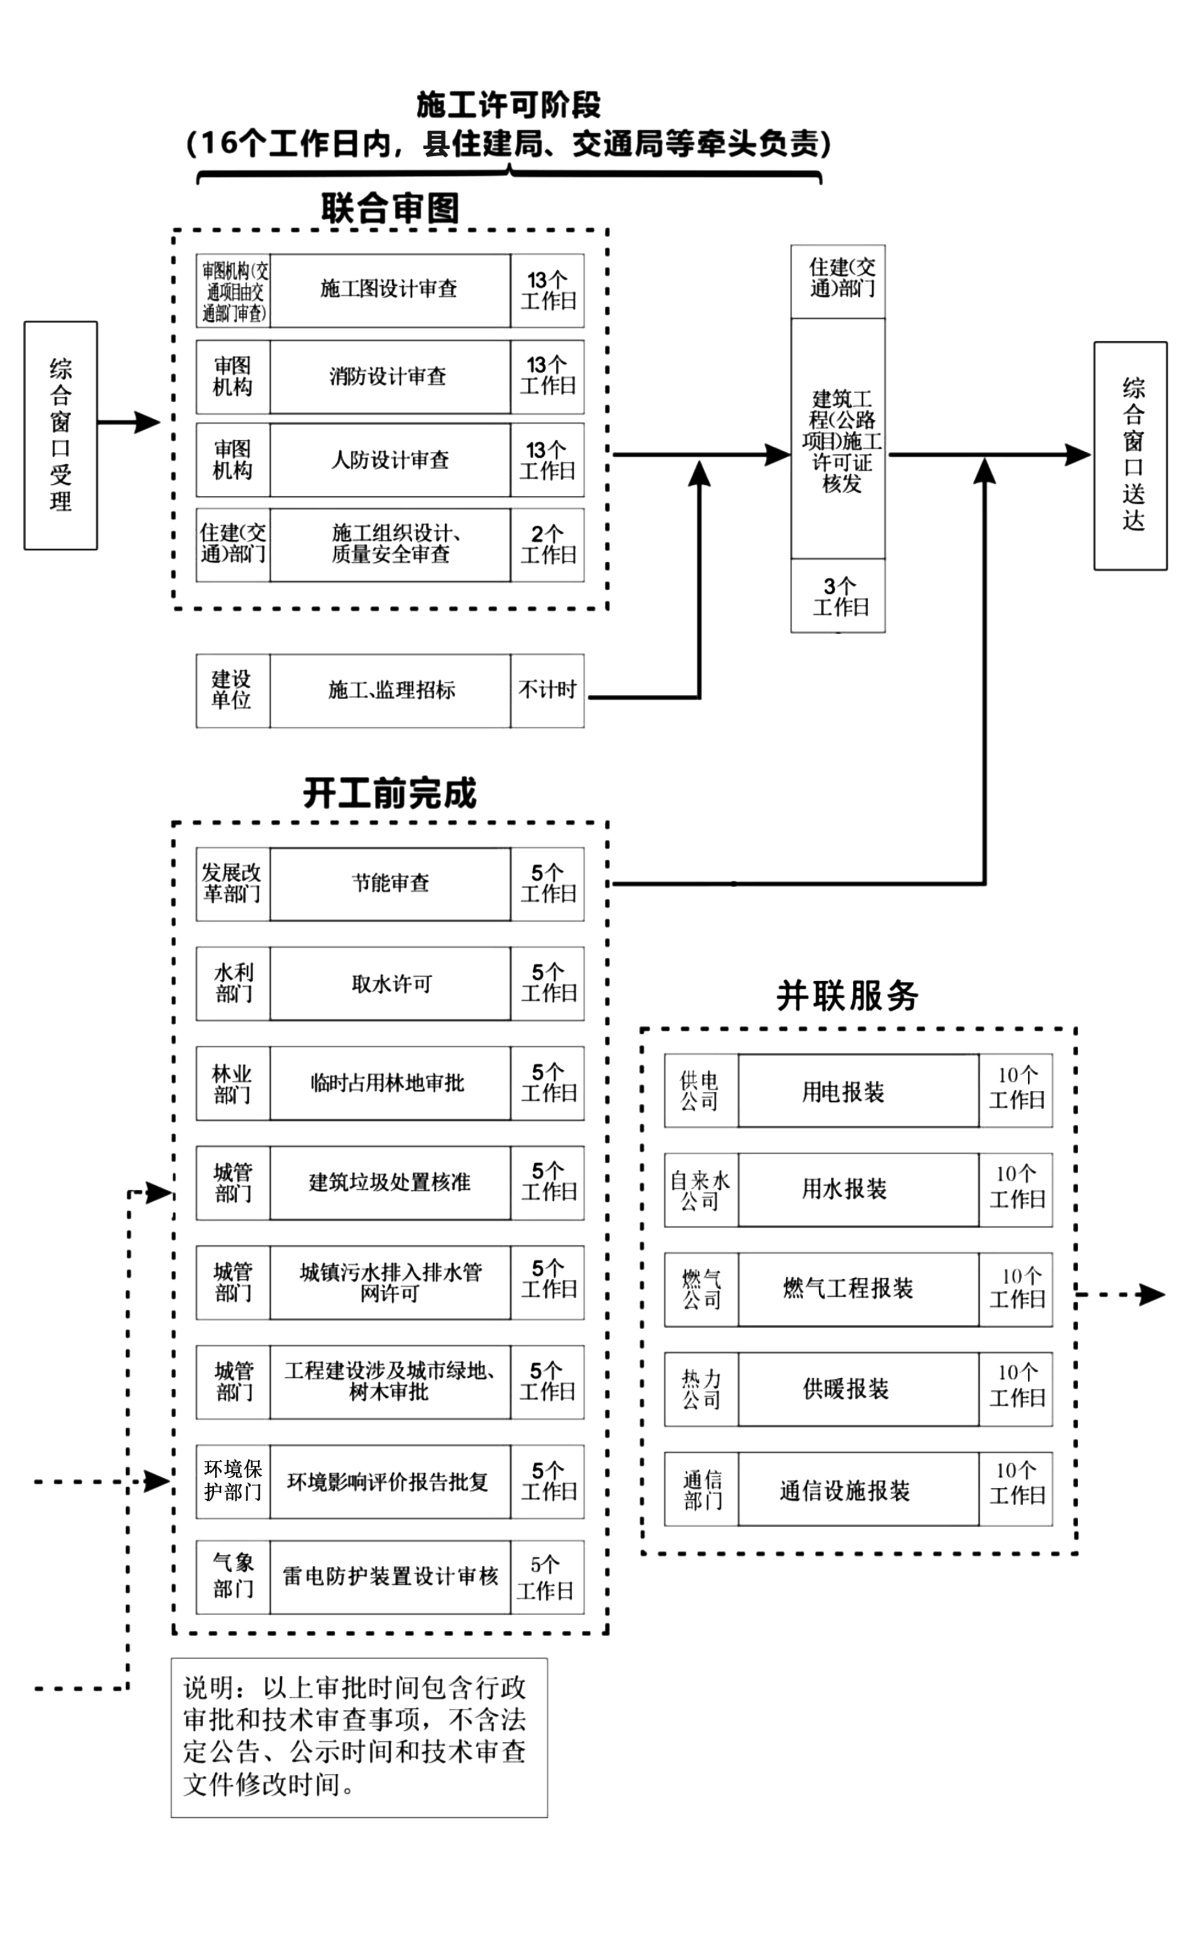 施工许可阶段
(16个工作日内，县住建局、交通局等牵头负责)
联合审图
综合窗口受理
审图机构(交
通项目由交
通部门审查)
施工图设计审查
13个
工作日
审图
机构
消防设计审查
13个
工作日
审图
机构
人防设计审查
13个
工作日
住建(交
通)部门
施工组织设计、
质量安全审查
2个
工作日
建设
单位
施工、监理招标
不计时
住建(交
通)部门
建筑工
程(公路
项目)施工
许可证
核发
3个
工作日
综合窗口送达
开工前完成
发展改
革部门
节能审查
5个
工作日
水利
部门
取水许可
5个
工作日
林业
部门
临时占用林地审批
5个
工作日
城管
部门
建筑垃圾处置核准
5个
工作日
城管
部门
城镇污水排入排水管
网许可
5个
工作日
城管
部门
工程建设涉及城市绿地、
树木审批
5个
工作日
环境保
护部门
环境影响评价报告批复
5个
工作日
气象
部门
雷电防护装置设计审核
5个
工作日
并联服务
供电
公司
用电报装
10个
工作日
自来水
公司
用水报装
10个
工作日
燃气
公司
燃气工程报装
10个
工作日
热力
公司
供暖报装
10个
工作日
通信
部门
通信设施报装
10个
工作日
说明：以上审批时间包含行政
审批和技术审查事项，不含法
定公告、公示时间和技术审查
文件修改时间。